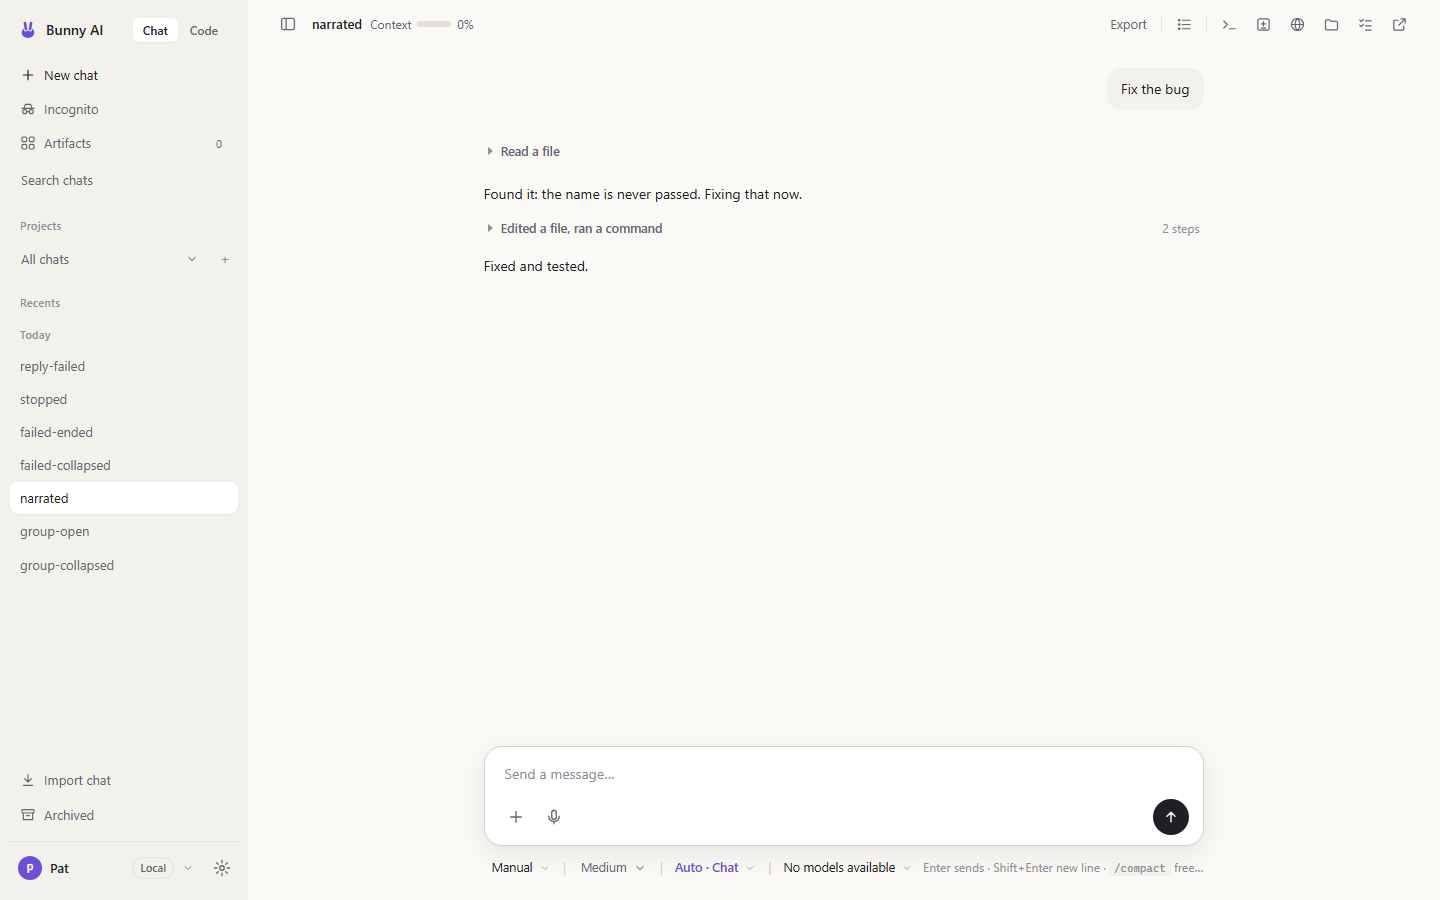 Bunny AI
Chat
Code
New chat
Incognito
Artifacts
0
Search chats
Projects
All chats
+
Recents
Today
reply-failed
stopped
failed-ended
failed-collapsed
narrated
group-open
group-collapsed
Import chat
Archived
P
Pat
Local
narrated
Context
0%
Export
Fix the bug
Read a file
Found it: the name is never passed. Fixing that now.
Edited a file, ran a command
2 steps
Fixed and tested.
Send a message...
Manual
Medium
Auto · Chat
No models available
Enter sends · Shift+Enter new line · /compact free...